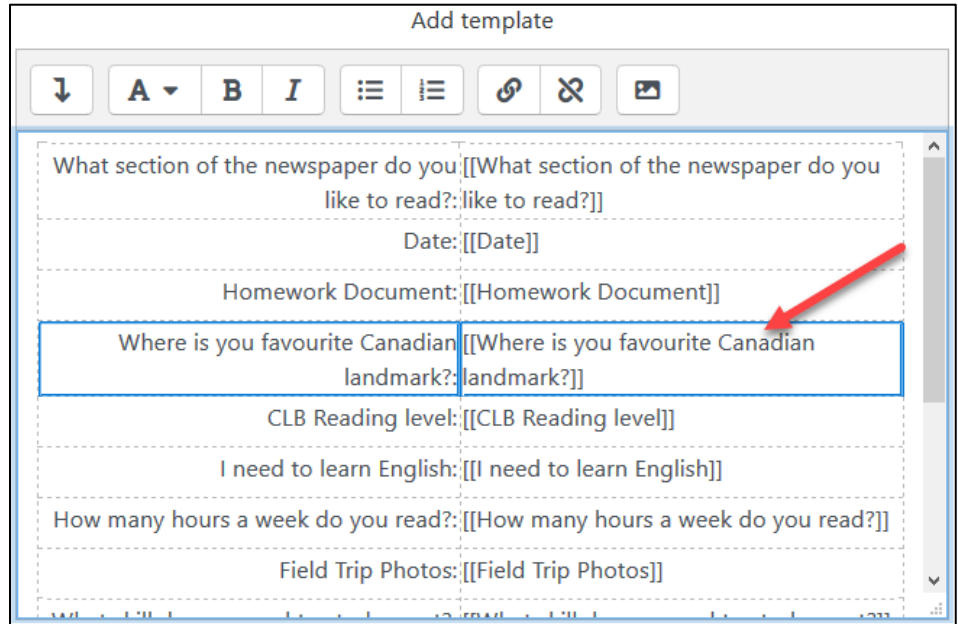 Add template
A B I
What section of the newspaper do you [[What section of the newspaper do you
like to read?: like to read?]]
Date: [[Date]]
Homework Document: [[Homework Document]]
Where is you favourite Canadian [[Where is you favourite Canadian
landmark?: landmark?]]
CLB Reading level: [[CLB Reading level]]
I need to learn English: [[I need to learn English]]
How many hours a week do you read?: [[How many hours a week do you read?]]
Field Trip Photos: [[Field Trip Photos]]